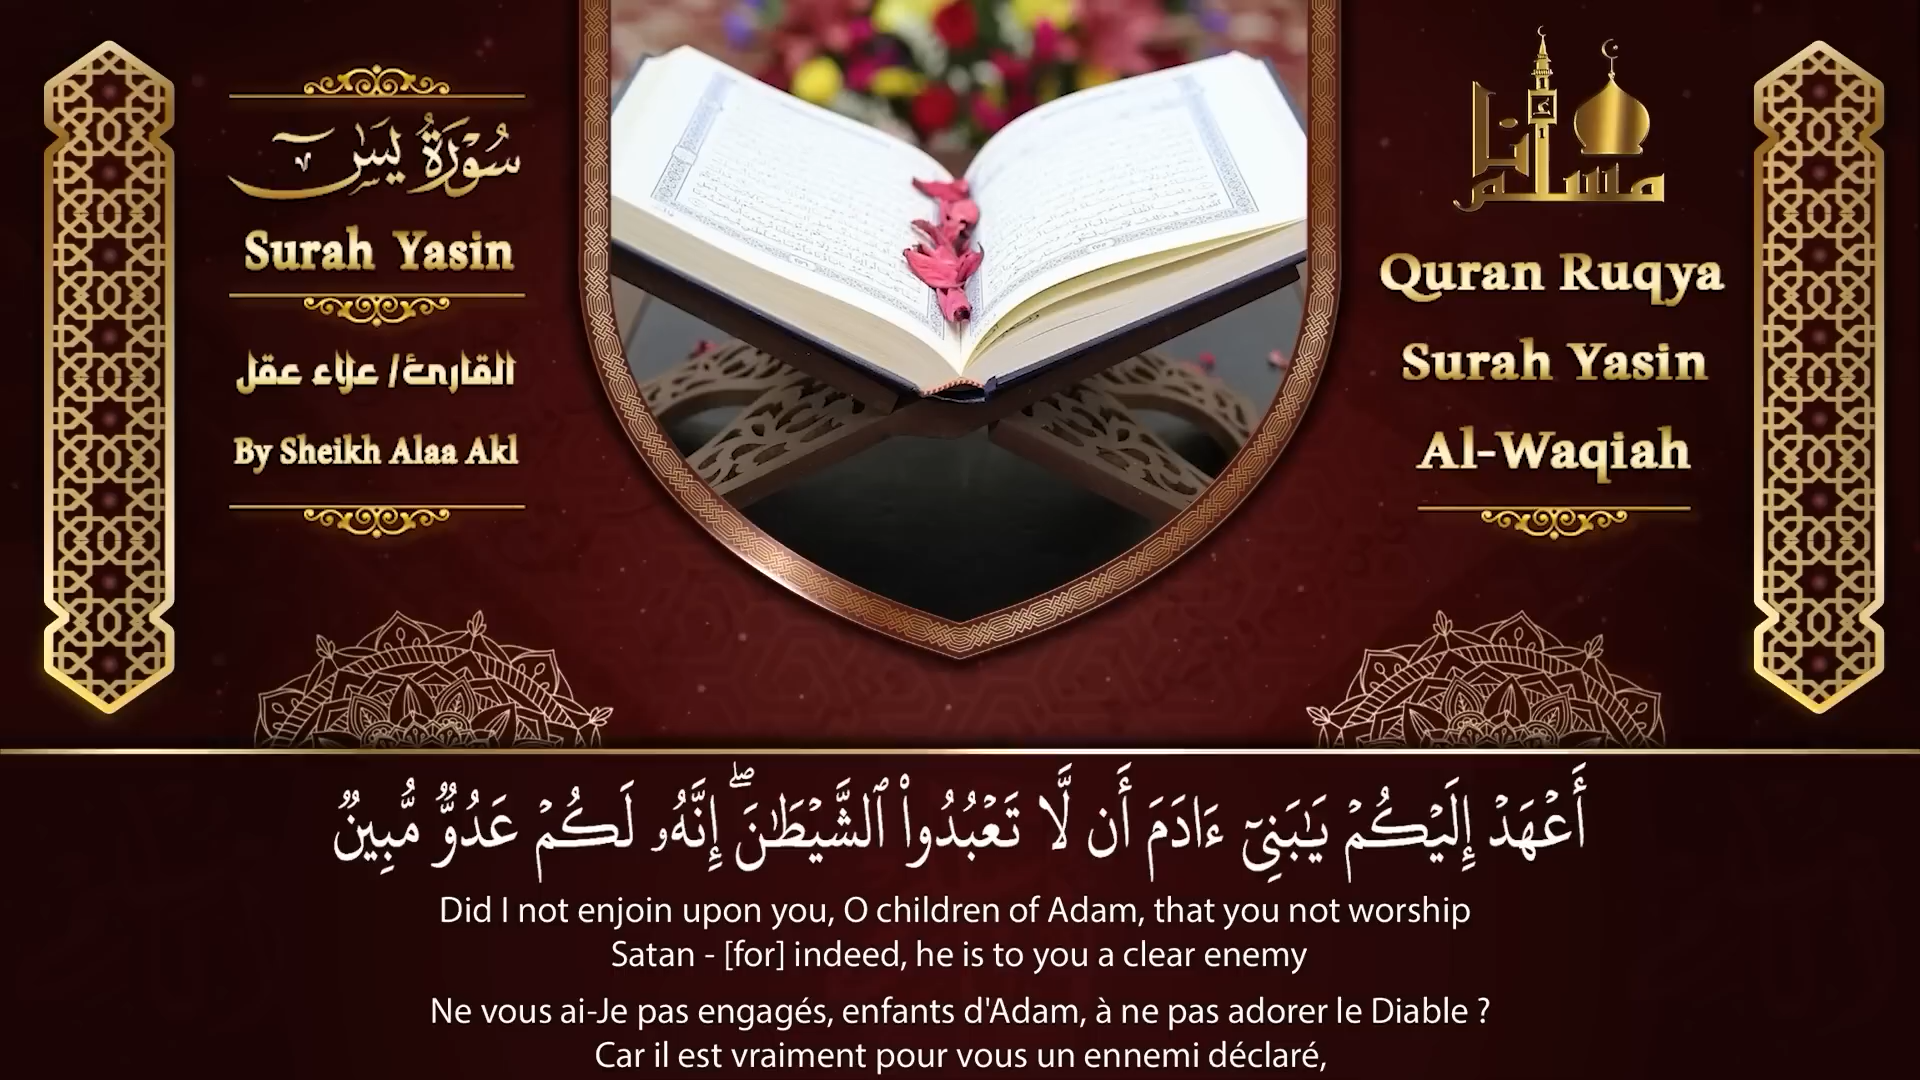 سُورَةُ يسٓ
Surah Yasin
القارئ/ علاء عقل
By Sheikh Alaa Akl
أنا مسلم
Quran Ruqya
Surah Yasin
Al-Waqiah
أَعْهَدْ إِلَيْكُمْ يَـٰبَنِىٓ ءَادَمَ أَن لَّا تَعْبُدُوا۟ ٱلشَّيْطَـٰنَ ۖ إِنَّهُۥ لَكُمْ عَدُوٌّ مُّبِينٌ
Did I not enjoin upon you, O children of Adam, that you not worship
Satan - [for] indeed, he is to you a clear enemy
Ne vous ai-Je pas engagés, enfants d'Adam, à ne pas adorer le Diable ?
Car il est vraiment pour vous un ennemi déclaré,